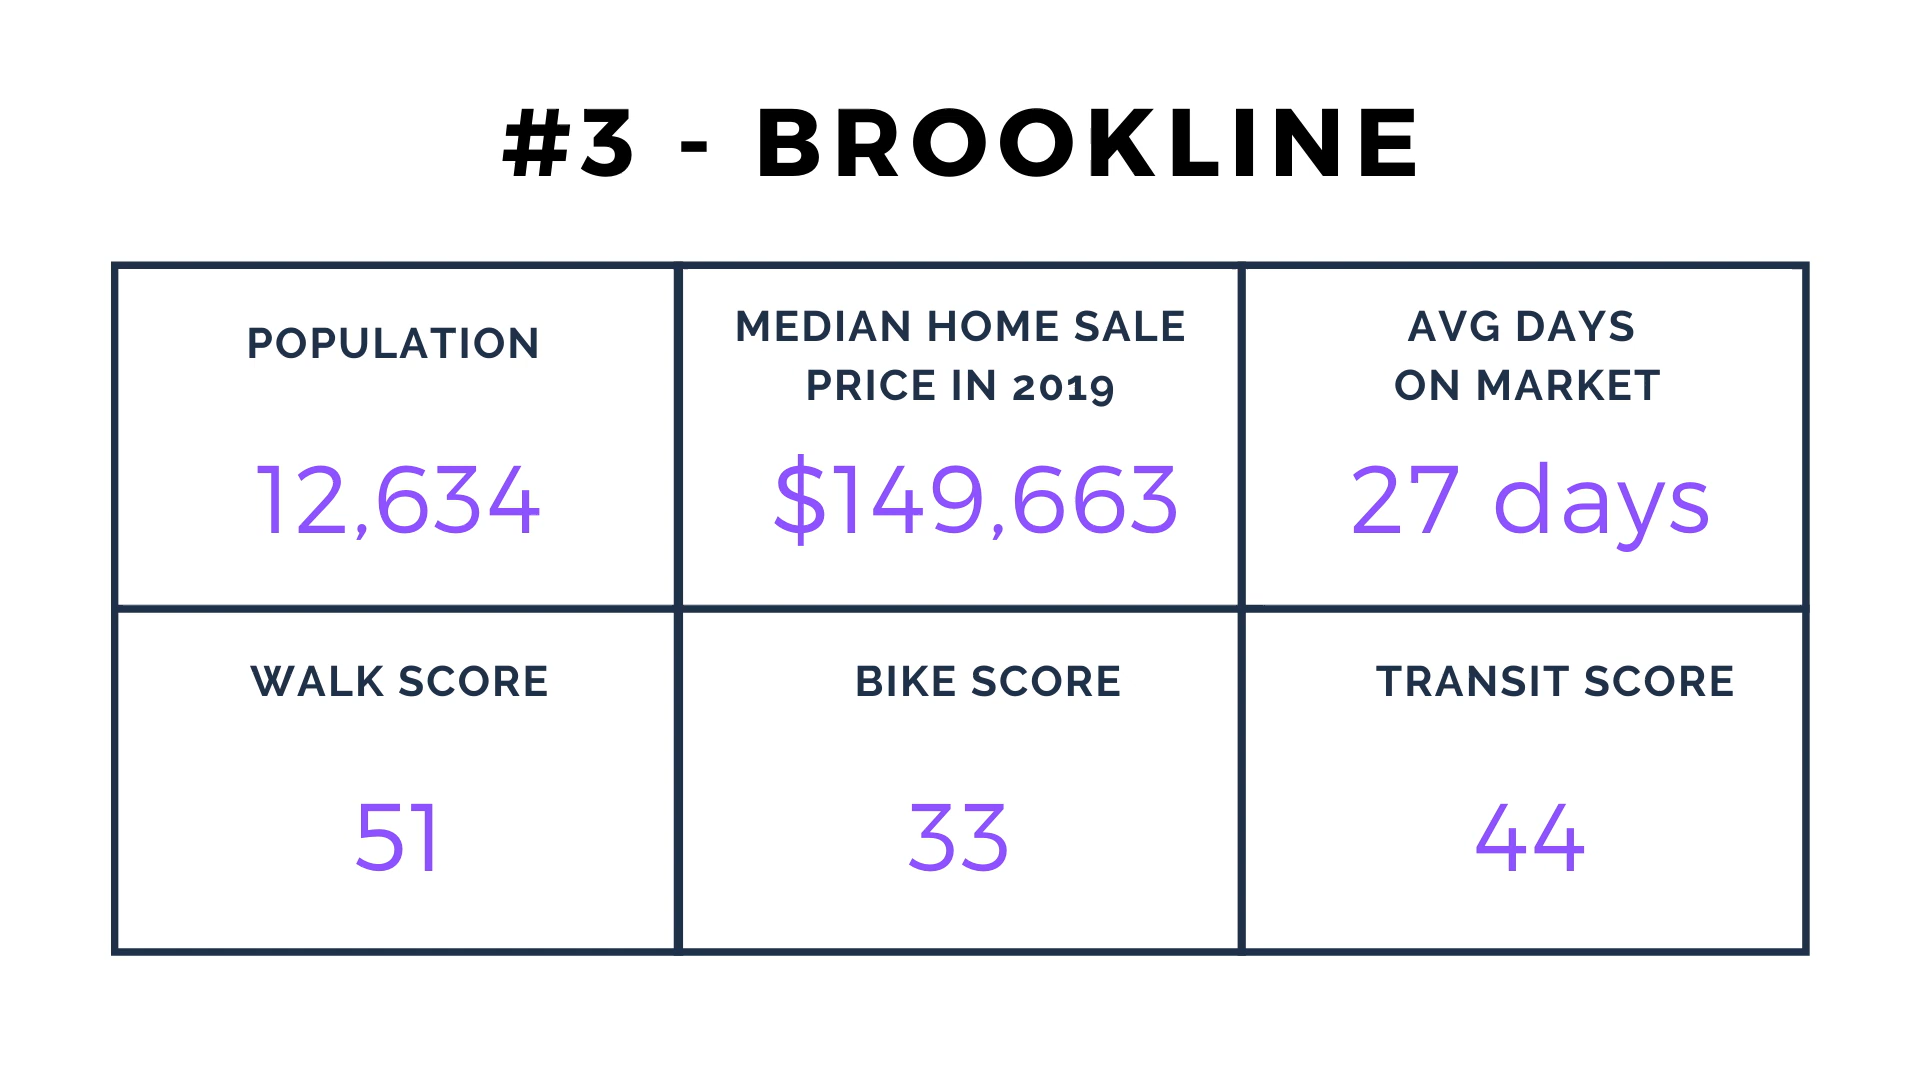 #3 - BROOKLINE
POPULATION
12,634
MEDIAN HOME SALE
PRICE IN 2019
$149,663
AVG DAYS
ON MARKET
27 days
WALK SCORE
51
BIKE SCORE
33
TRANSIT SCORE
44